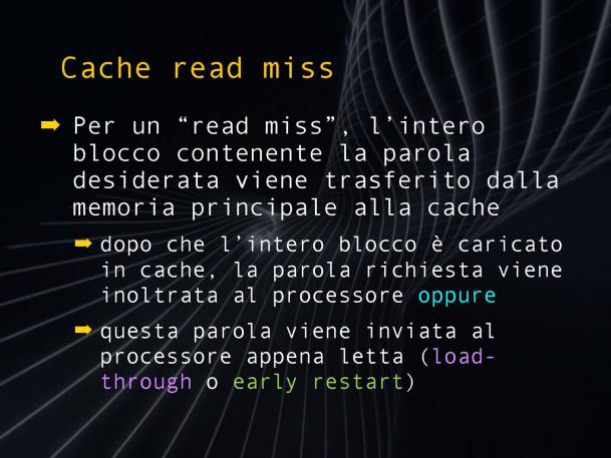 Cache read miss
➡ Per un “read miss”, l’intero
blocco contenente la parola
desiderata viene trasferito dalla
memoria principale alla cache
➡ dopo che l’intero blocco è caricato
in cache, la parola richiesta viene
inoltrata al processore oppure
➡ questa parola viene inviata al
processore appena letta (load-
through o early restart)